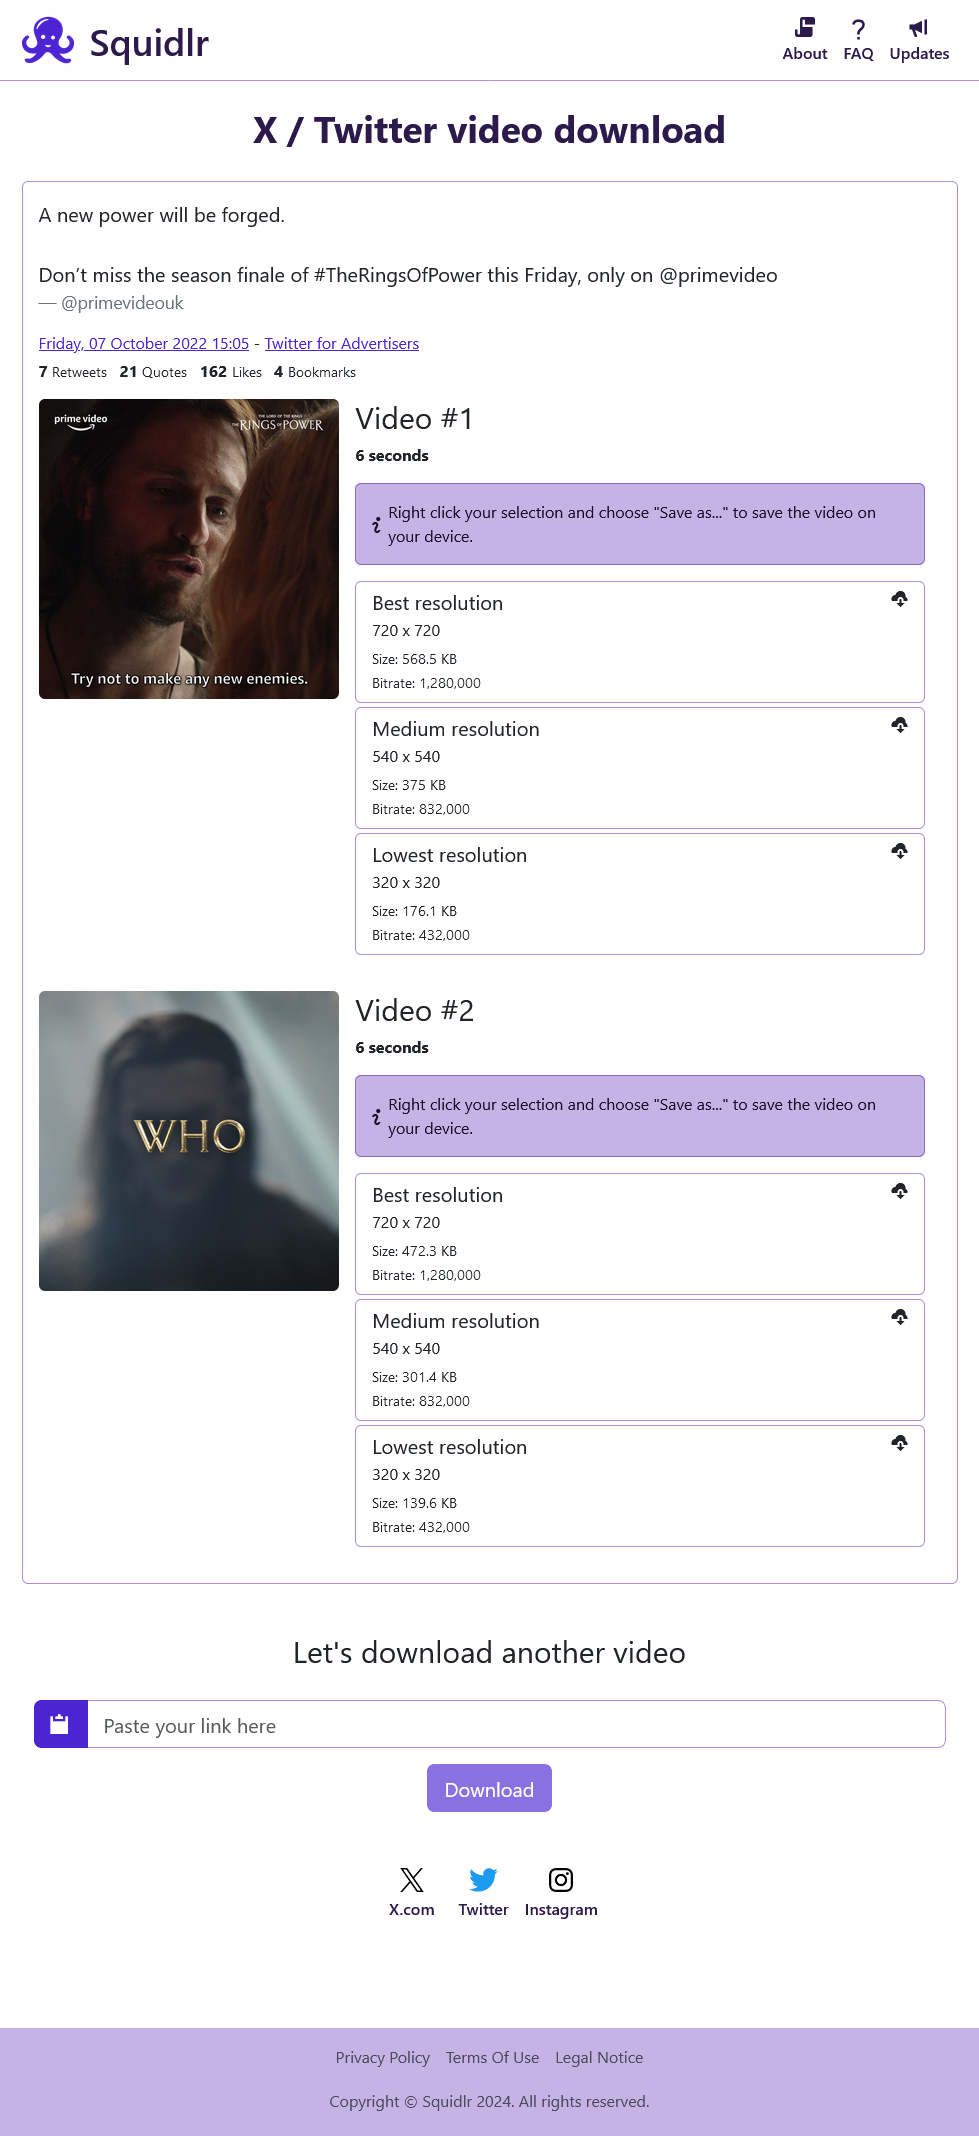 Squidlr
About
FAQ
Updates
X / Twitter video download
A new power will be forged.
Don’t miss the season finale of #TheRingsOfPower this Friday, only on @primevideo
— @primevideouk
Friday, 07 October 2022 15:05 - Twitter for Advertisers
7 Retweets 21 Quotes 162 Likes 4 Bookmarks
prime video
THE LORD OF THE RINGS
THE RINGS OF POWER
Try not to make any new enemies.
Video #1
6 seconds
Right click your selection and choose "Save as..." to save the video on
your device.
Best resolution
720 x 720
Size: 568.5 KB
Bitrate: 1,280,000
Medium resolution
540 x 540
Size: 375 KB
Bitrate: 832,000
Lowest resolution
320 x 320
Size: 176.1 KB
Bitrate: 432,000
WHO
Video #2
6 seconds
Right click your selection and choose "Save as..." to save the video on
your device.
Best resolution
720 x 720
Size: 472.3 KB
Bitrate: 1,280,000
Medium resolution
540 x 540
Size: 301.4 KB
Bitrate: 832,000
Lowest resolution
320 x 320
Size: 139.6 KB
Bitrate: 432,000
Let's download another video
Paste your link here
Download
X.com
Twitter
Instagram
Privacy Policy Terms Of Use Legal Notice
Copyright © Squidlr 2024. All rights reserved.